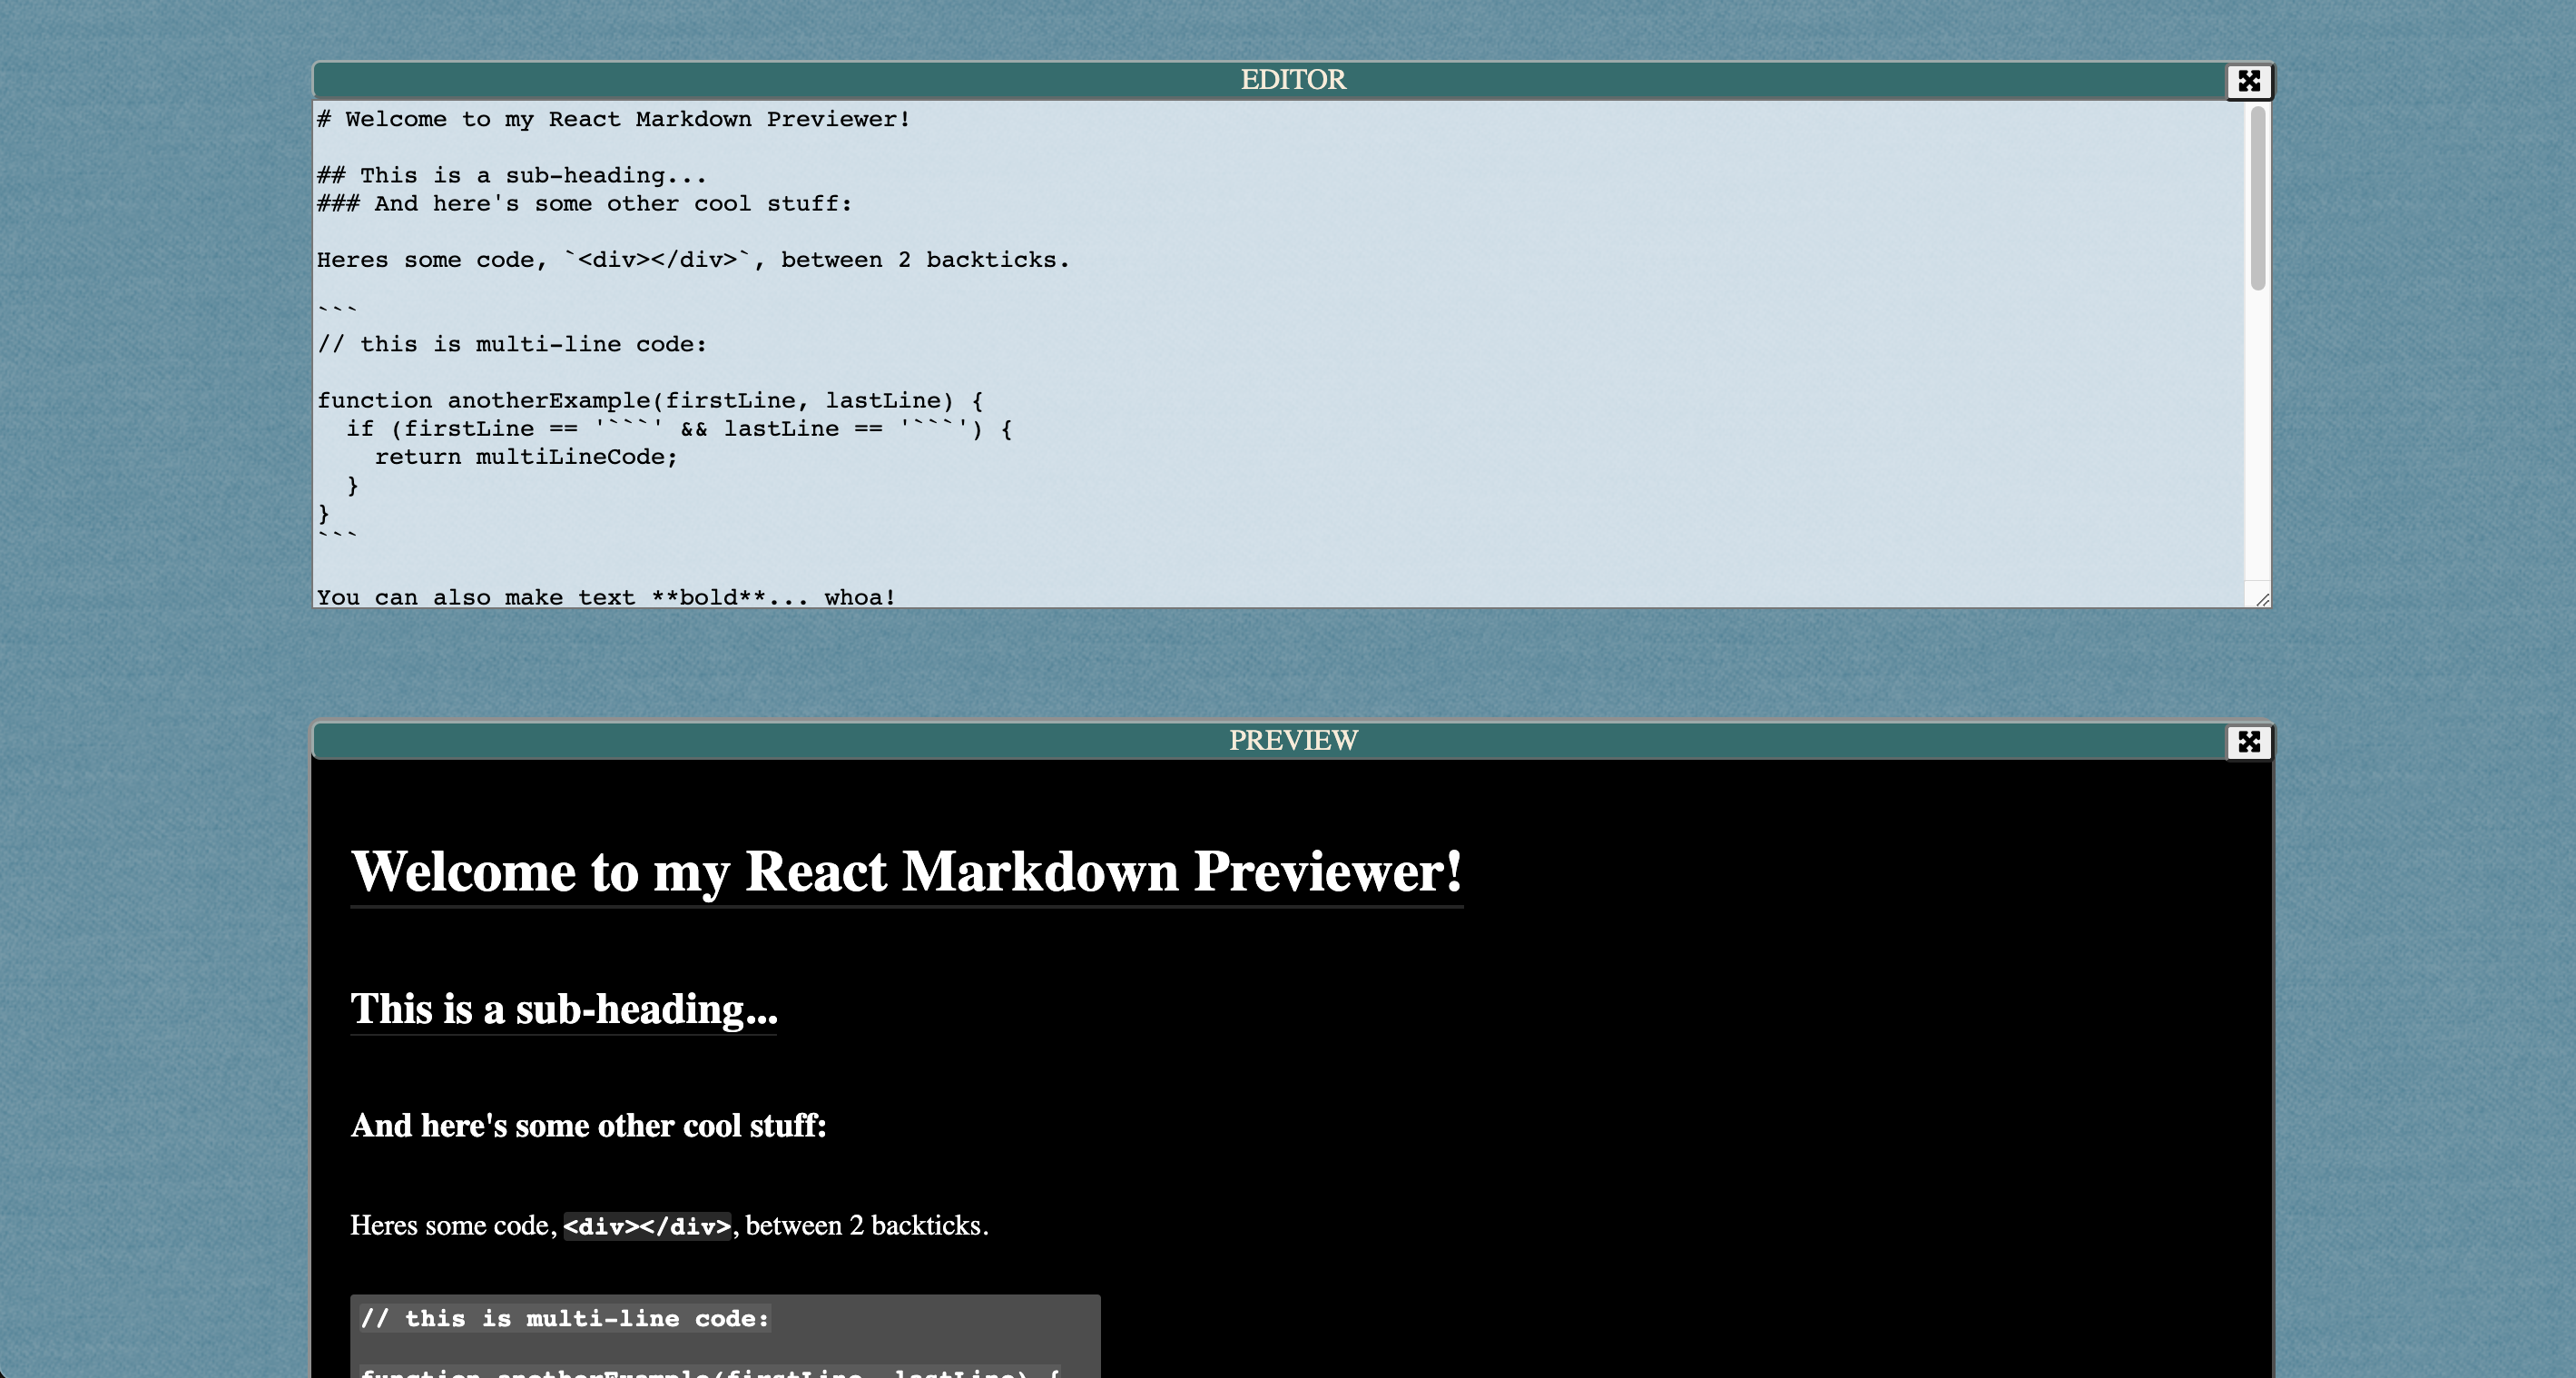 EDITOR
# Welcome to my React Markdown Previewer!
## This is a sub-heading...
### And here's some other cool stuff:
Heres some code, `<div></div>`, between 2 backticks.
```
// this is multi-line code:
function anotherExample(firstLine, lastLine) {
  if (firstLine == '```' && lastLine == '```') {
    return multiLineCode;
  }
}
```
You can also make text **bold**... whoa!
PREVIEW
Welcome to my React Markdown Previewer!
This is a sub-heading...
And here's some other cool stuff:
Heres some code, <div></div>, between 2 backticks.
// this is multi-line code:
function anotherExample(firstLine, lastLine) {